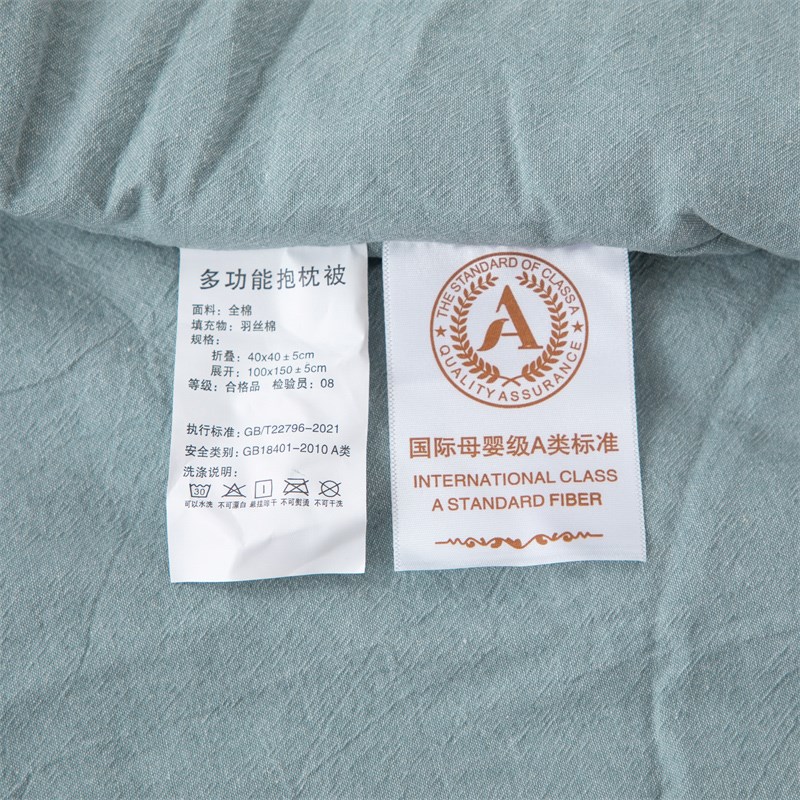 多功能抱枕被
面料：全棉
填充物：羽丝棉
规格：
折叠：40x40±5cm
展开：100x150±5cm
等级：合格品 检验员：08
执行标准：GB/T22796-2021
安全类别：GB18401-2010 A类
洗涤说明：
30
可以水洗 不可漂白 悬挂晾干 不可熨烫 不可干洗
THE STANDARD OF CLASS A
A
QUALITY ASSURANCE
国际母婴级A类标准
INTERNATIONAL CLASS
A STANDARD FIBER